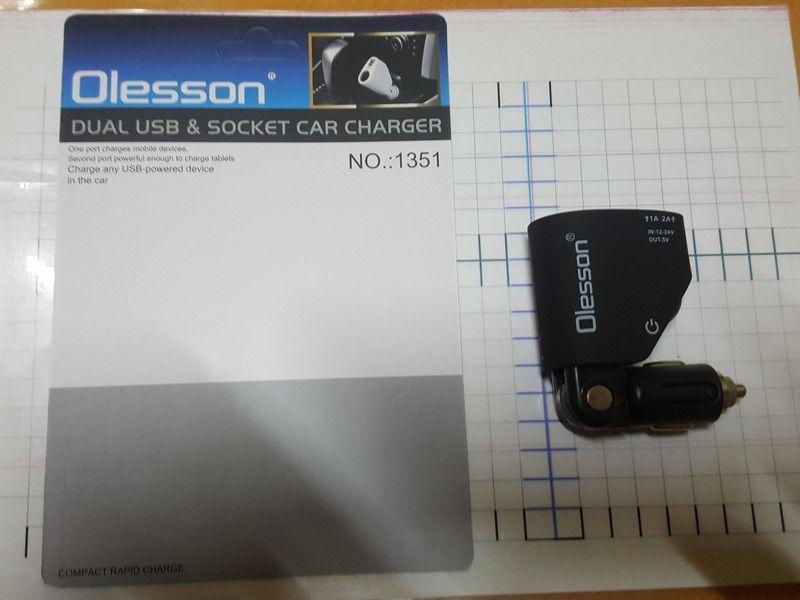 Olesson®
DUAL USB & SOCKET CAR CHARGER
One port charges mobile devices.
Second port powerful enough to charge tablets
Charge any USB-powered device
in the car
NO.:1351
COMPACT RAPID CHARGE
↑1A 2A↑
IN:12-24V
OUT:5V
Olesson®